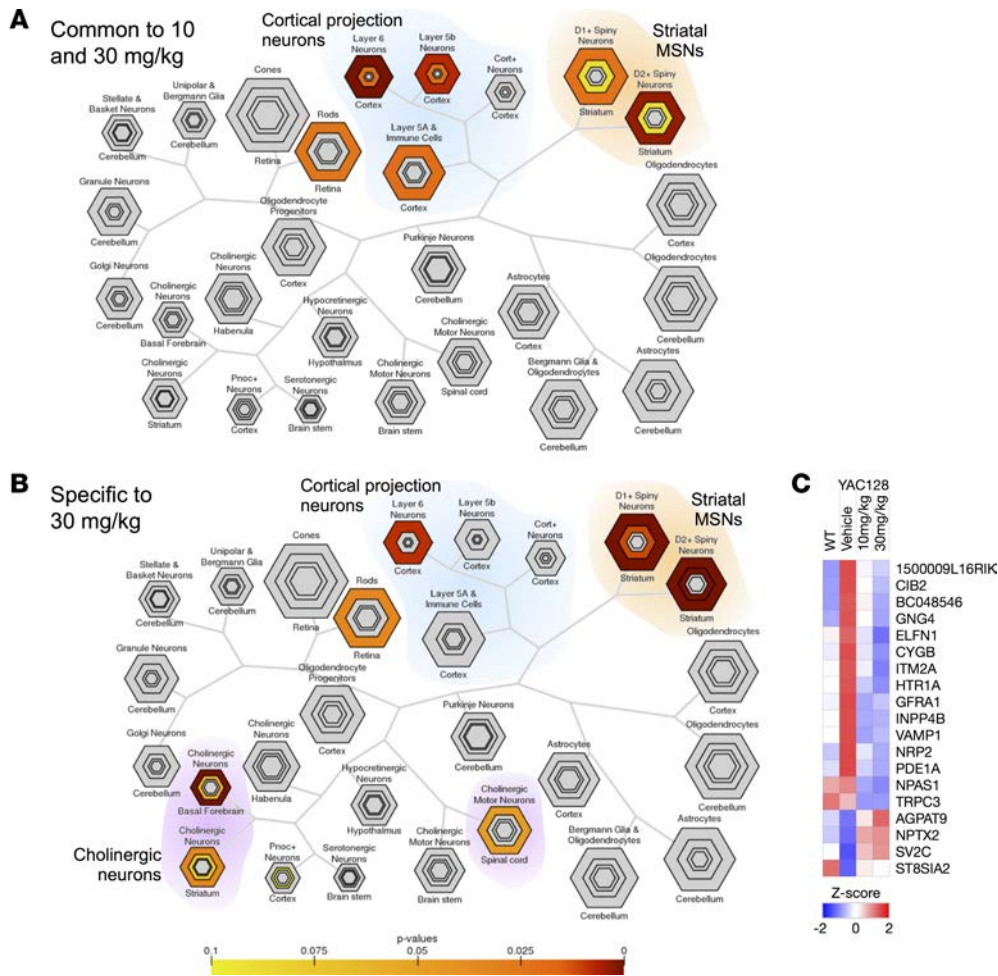 A
Common to 10
and 30 mg/kg
Cortical projection
neurons
Striatal
MSNs
Cones
Retina
Unipolar &
Bergmann Glia
Cerebellum
Stellate &
Basket Neurons
Cerebellum
Rods
Retina
Layer 6
Neurons
Cortex
Layer 5b
Neurons
Cortex
Cort+
Neurons
Cortex
Layer 5A &
Immune Cells
Cortex
D1+ Spiny
Neurons
Striatum
D2+ Spiny
Neurons
Striatum
Oligodendrocytes
Cortex
Granule Neurons
Cerebellum
Oligodendrocyte
Progenitors
Cortex
Purkinje Neurons
Cerebellum
Oligodendrocytes
Cerebellum
Golgi Neurons
Cerebellum
Cholinergic
Neurons
Habenula
Cholinergic
Neurons
Basal Forebrain
Hypocretinergic
Neurons
Hypothalmus
Astrocytes
Cortex
Cholinergic
Motor Neurons
Spinal cord
Cholinergic
Neurons
Striatum
Pnoc+
Neurons
Cortex
Serotonergic
Neurons
Brain stem
Cholinergic
Motor Neurons
Brain stem
Bergmann Glia &
Oligodendrocytes
Cerebellum
Astrocytes
Cerebellum
B
Specific to
30 mg/kg
Cortical projection
neurons
Striatal
MSNs
Cones
Retina
Unipolar &
Bergmann Glia
Cerebellum
Stellate &
Basket Neurons
Cerebellum
Rods
Retina
Layer 6
Neurons
Cortex
Layer 5b
Neurons
Cortex
Cort+
Neurons
Cortex
Layer 5A &
Immune Cells
Cortex
D1+ Spiny
Neurons
Striatum
D2+ Spiny
Neurons
Striatum
Oligodendrocytes
Cortex
Granule Neurons
Cerebellum
Oligodendrocyte
Progenitors
Cortex
Purkinje Neurons
Cerebellum
Oligodendrocytes
Cerebellum
Golgi Neurons
Cerebellum
Cholinergic
Neurons
Habenula
Cholinergic
Neurons
Basal Forebrain
Hypocretinergic
Neurons
Hypothalmus
Astrocytes
Cortex
Cholinergic
Motor Neurons
Spinal cord
Cholinergic
neurons
Cholinergic
Neurons
Striatum
Pnoc+
Neurons
Cortex
Serotonergic
Neurons
Brain stem
Cholinergic
Motor Neurons
Brain stem
Bergmann Glia &
Oligodendrocytes
Cerebellum
Astrocytes
Cerebellum
p-values
0.1 0.075 0.05 0.025 0
C
YAC128
WT
Vehicle
10mg/kg
30mg/kg
1500009L16RIK
CIB2
BC048546
GNG4
ELFN1
CYGB
ITM2A
HTR1A
GFRA1
INPP4B
VAMP1
NRP2
PDE1A
NPAS1
TRPC3
AGPAT9
NPTX2
SV2C
ST8SIA2
Z-score
-2 0 2